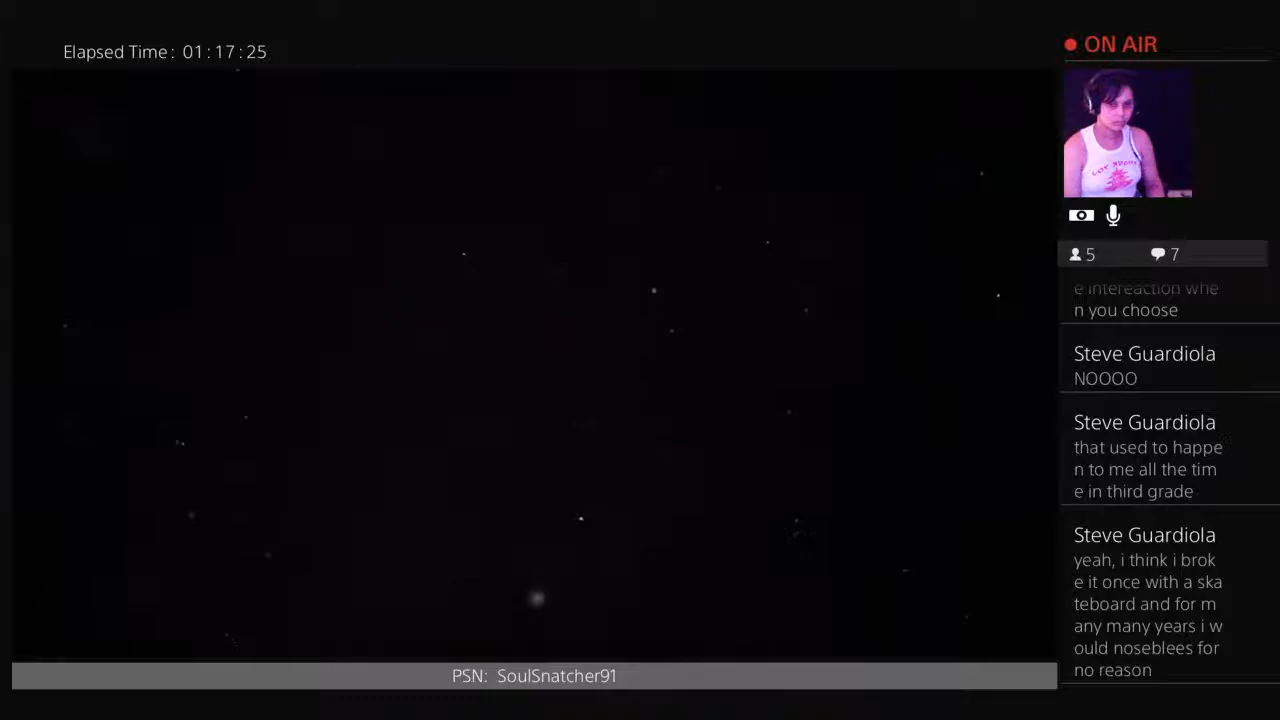 Elapsed Time: 01:17:25
ON AIR
5 7
e intereaction whe
n you choose
Steve Guardiola
NOOOO
Steve Guardiola
that used to happe
n to me all the tim
e in third grade
Steve Guardiola
yeah, i think i brok
e it once with a ska
teboard and for m
any many years i w
ould noseblees for
no reason
PSN: SoulSnatcher91